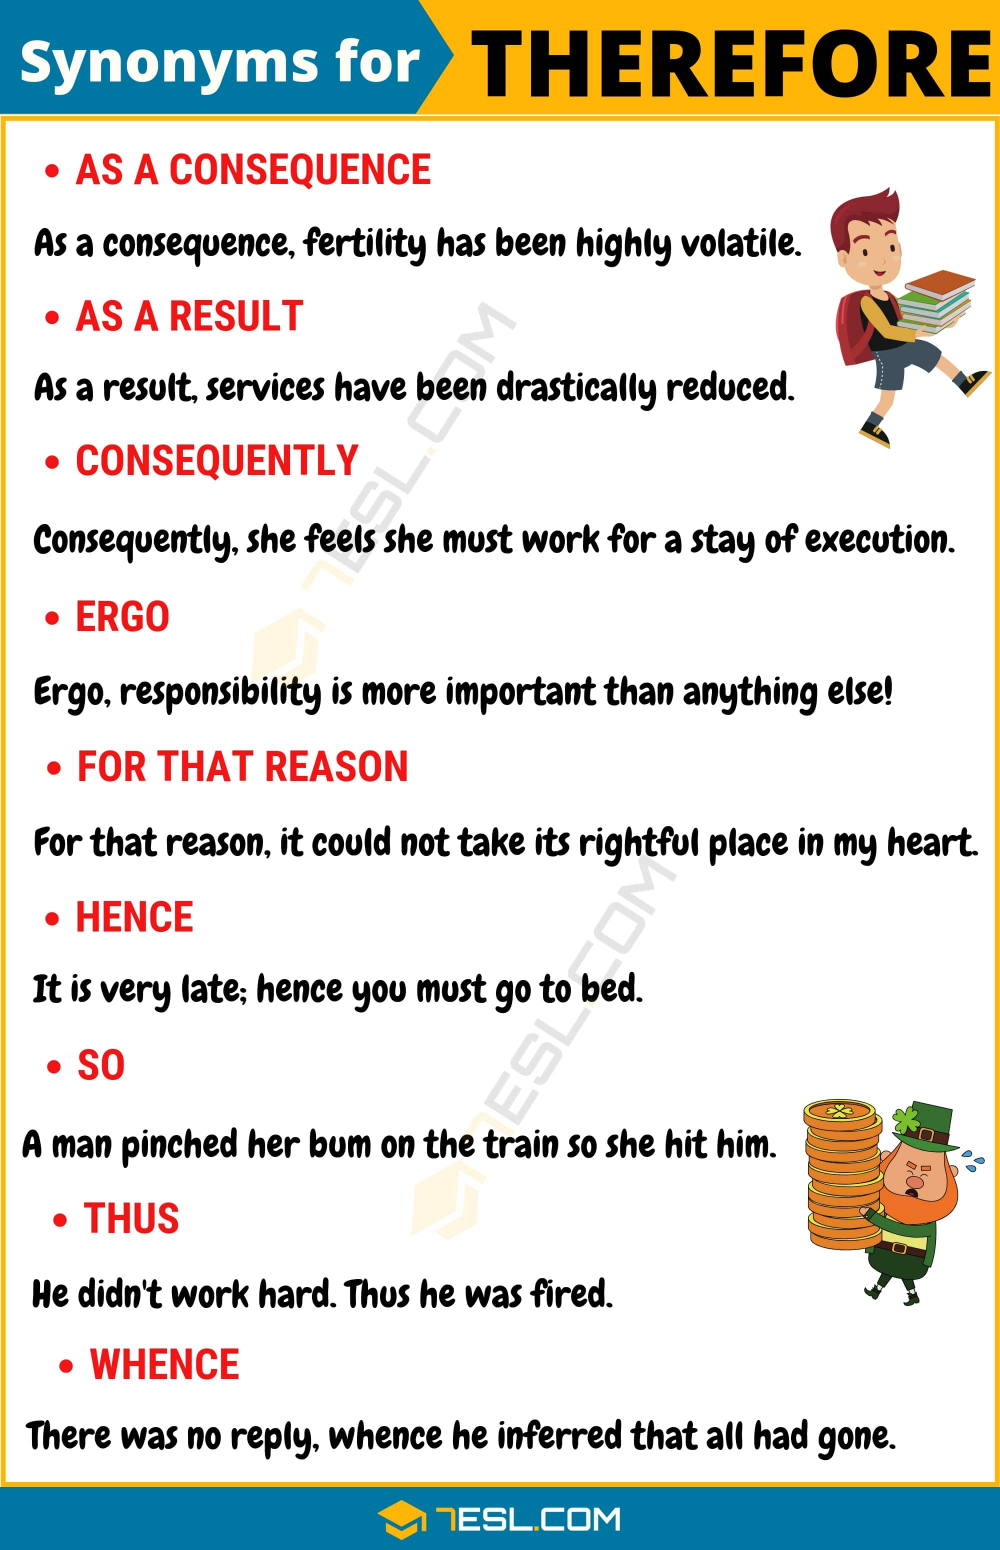 Synonyms for THEREFORE
• AS A CONSEQUENCE
As a consequence, fertility has been highly volatile.
• AS A RESULT
As a result, services have been drastically reduced.
• CONSEQUENTLY
Consequently, she feels she must work for a stay of execution.
• ERGO
Ergo, responsibility is more important than anything else!
• FOR THAT REASON
For that reason, it could not take its rightful place in my heart.
• HENCE
It is very late; hence you must go to bed.
• SO
A man pinched her bum on the train so she hit him.
• THUS
He didn't work hard. Thus he was fired.
• WHENCE
There was no reply, whence he inferred that all had gone.
7ESL.COM
7ESL.COM
7ESL.COM